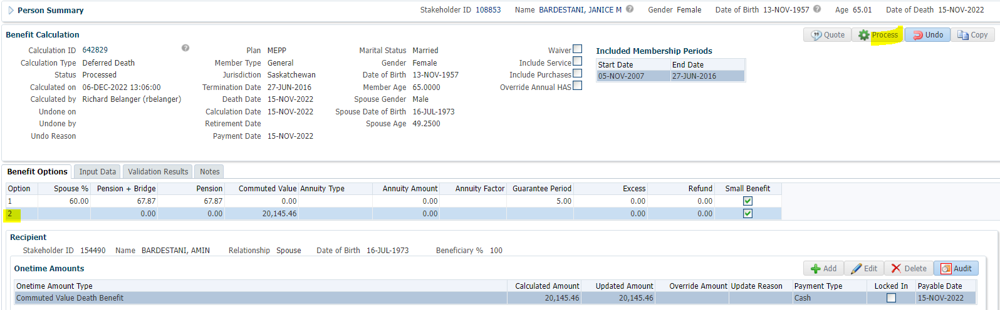 Person Summary Stakeholder ID 108853 Name BARDESTANI, JANICE M Gender Female Date of Birth 13-NOV-1957 Age 65.01 Date of Death 15-NOV-2022
Benefit Calculation Quote Process Undo Copy
Calculation ID 642829 Plan MEPP Marital Status Married Waiver Included Membership Periods
Calculation Type Deferred Death Member Type General Gender Female Include Service Start Date End Date
Status Processed Jurisdiction Saskatchewan Date of Birth 13-NOV-1957 Include Purchases 05-NOV-2007 27-JUN-2016
Calculated on 06-DEC-2022 13:06:00 Termination Date 27-JUN-2016 Member Age 65.0000 Override Annual HAS
Calculated by Richard Belanger (rbelanger) Death Date 15-NOV-2022 Spouse Gender Male
Undone on Calculation Date 15-NOV-2022 Spouse Date of Birth 16-JUL-1973
Undone by Retirement Date Spouse Age 49.2500
Undo Reason Payment Date 15-NOV-2022
Benefit Options Input Data Validation Results Notes
Option Spouse % Pension + Bridge Pension Commuted Value Annuity Type Annuity Amount Annuity Factor Guarantee Period Excess Refund Small Benefit
1 60.00 67.87 67.87 0.00 0.00 5.00 0.00 0.00
2 0.00 0.00 20,145.46 0.00 0.00 0.00
Recipient
Stakeholder ID 154490 Name BARDESTANI, AMIN Relationship Spouse Date of Birth 16-JUL-1973 Beneficiary % 100
Onetime Amounts Add Edit Delete Audit
Onetime Amount Type Calculated Amount Updated Amount Override Amount Update Reason Payment Type Locked In Payable Date
Commuted Value Death Benefit 20,145.46 20,145.46 Cash 15-NOV-2022